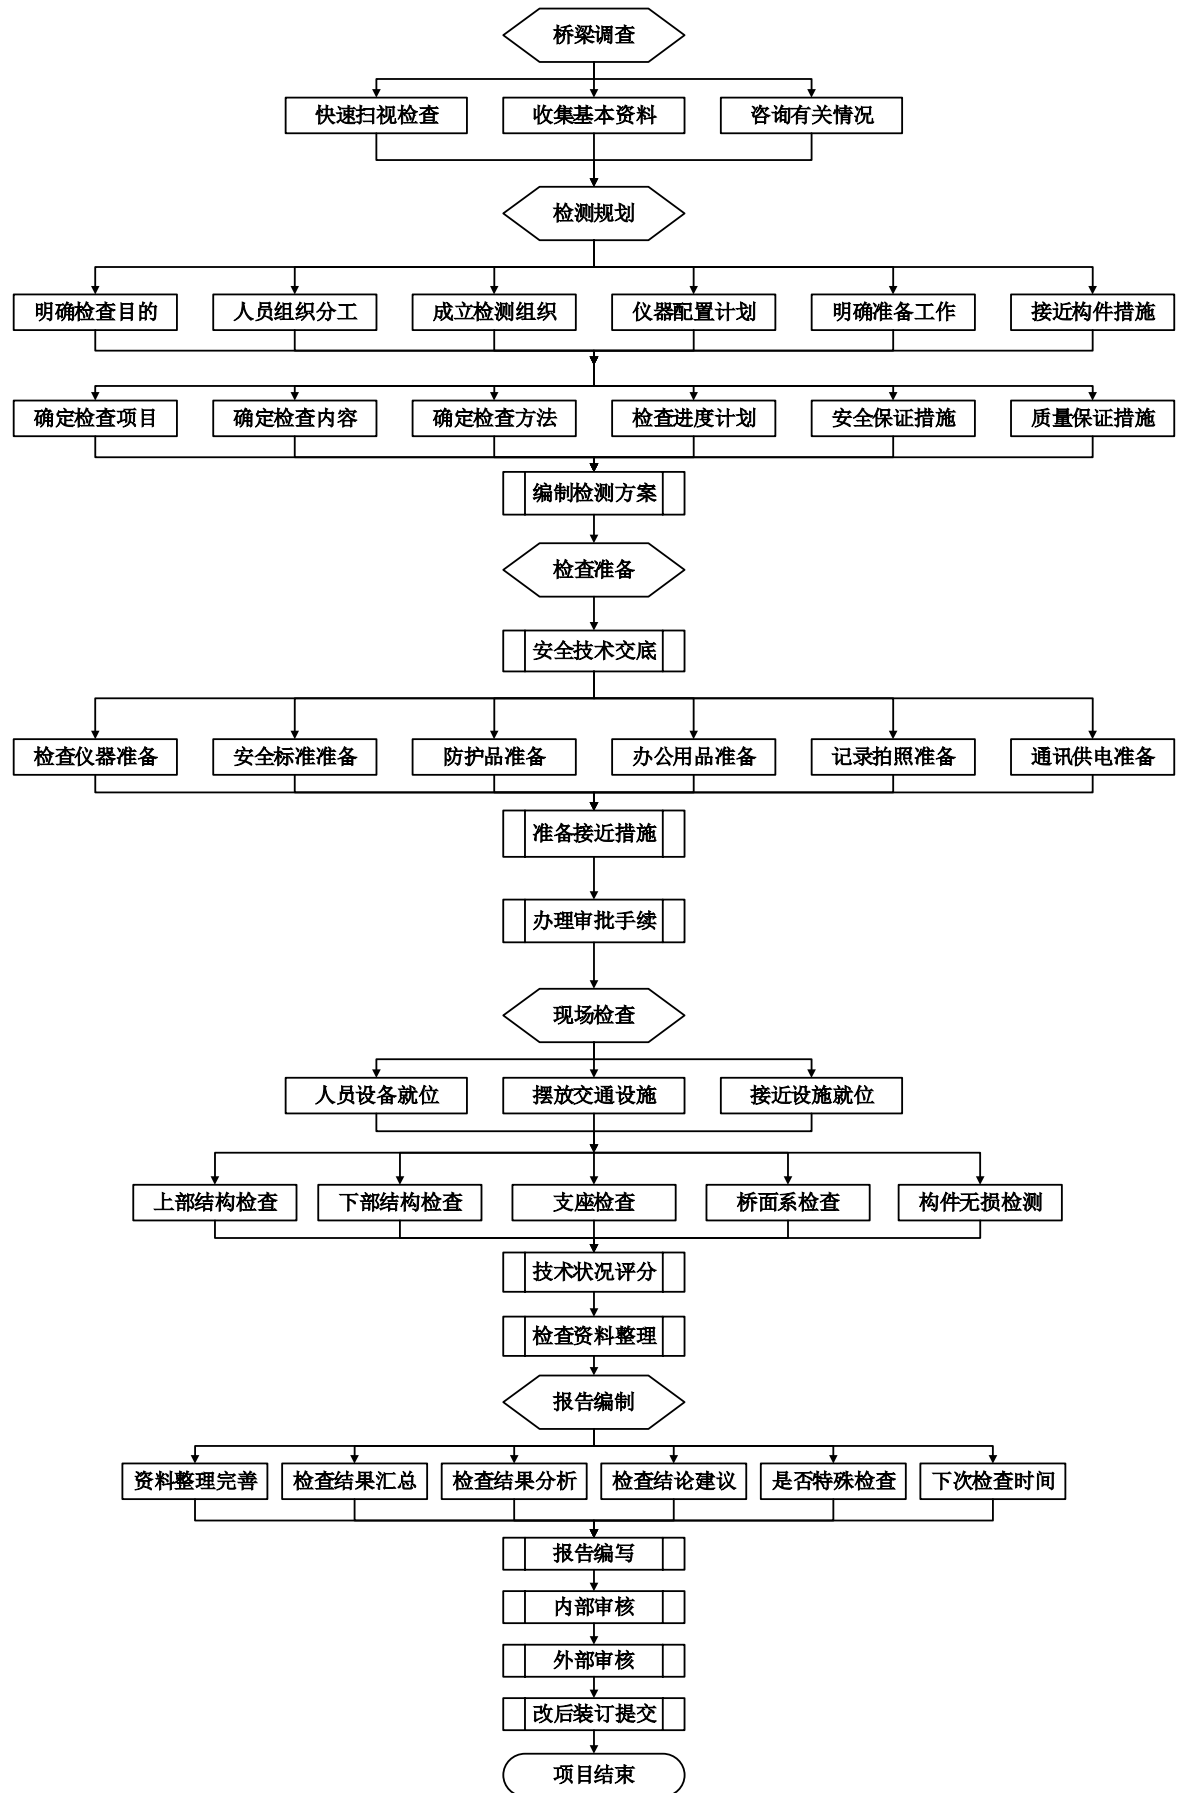 桥梁调查
快速扫视检查 收集基本资料 咨询有关情况
检测规划
明确检查目的 人员组织分工 成立检测组织 仪器配置计划 明确准备工作 接近构件措施
确定检查项目 确定检查内容 确定检查方法 检查进度计划 安全保证措施 质量保证措施
编制检测方案
检查准备
安全技术交底
检查仪器准备 安全标准准备 防护品准备 办公用品准备 记录拍照准备 通讯供电准备
准备接近措施
办理审批手续
现场检查
人员设备就位 摆放交通设施 接近设施就位
上部结构检查 下部结构检查 支座检查 桥面系检查 构件无损检测
技术状况评分
检查资料整理
报告编制
资料整理完善 检查结果汇总 检查结果分析 检查结论建议 是否特殊检查 下次检查时间
报告编写
内部审核
外部审核
改后装订提交
项目结束